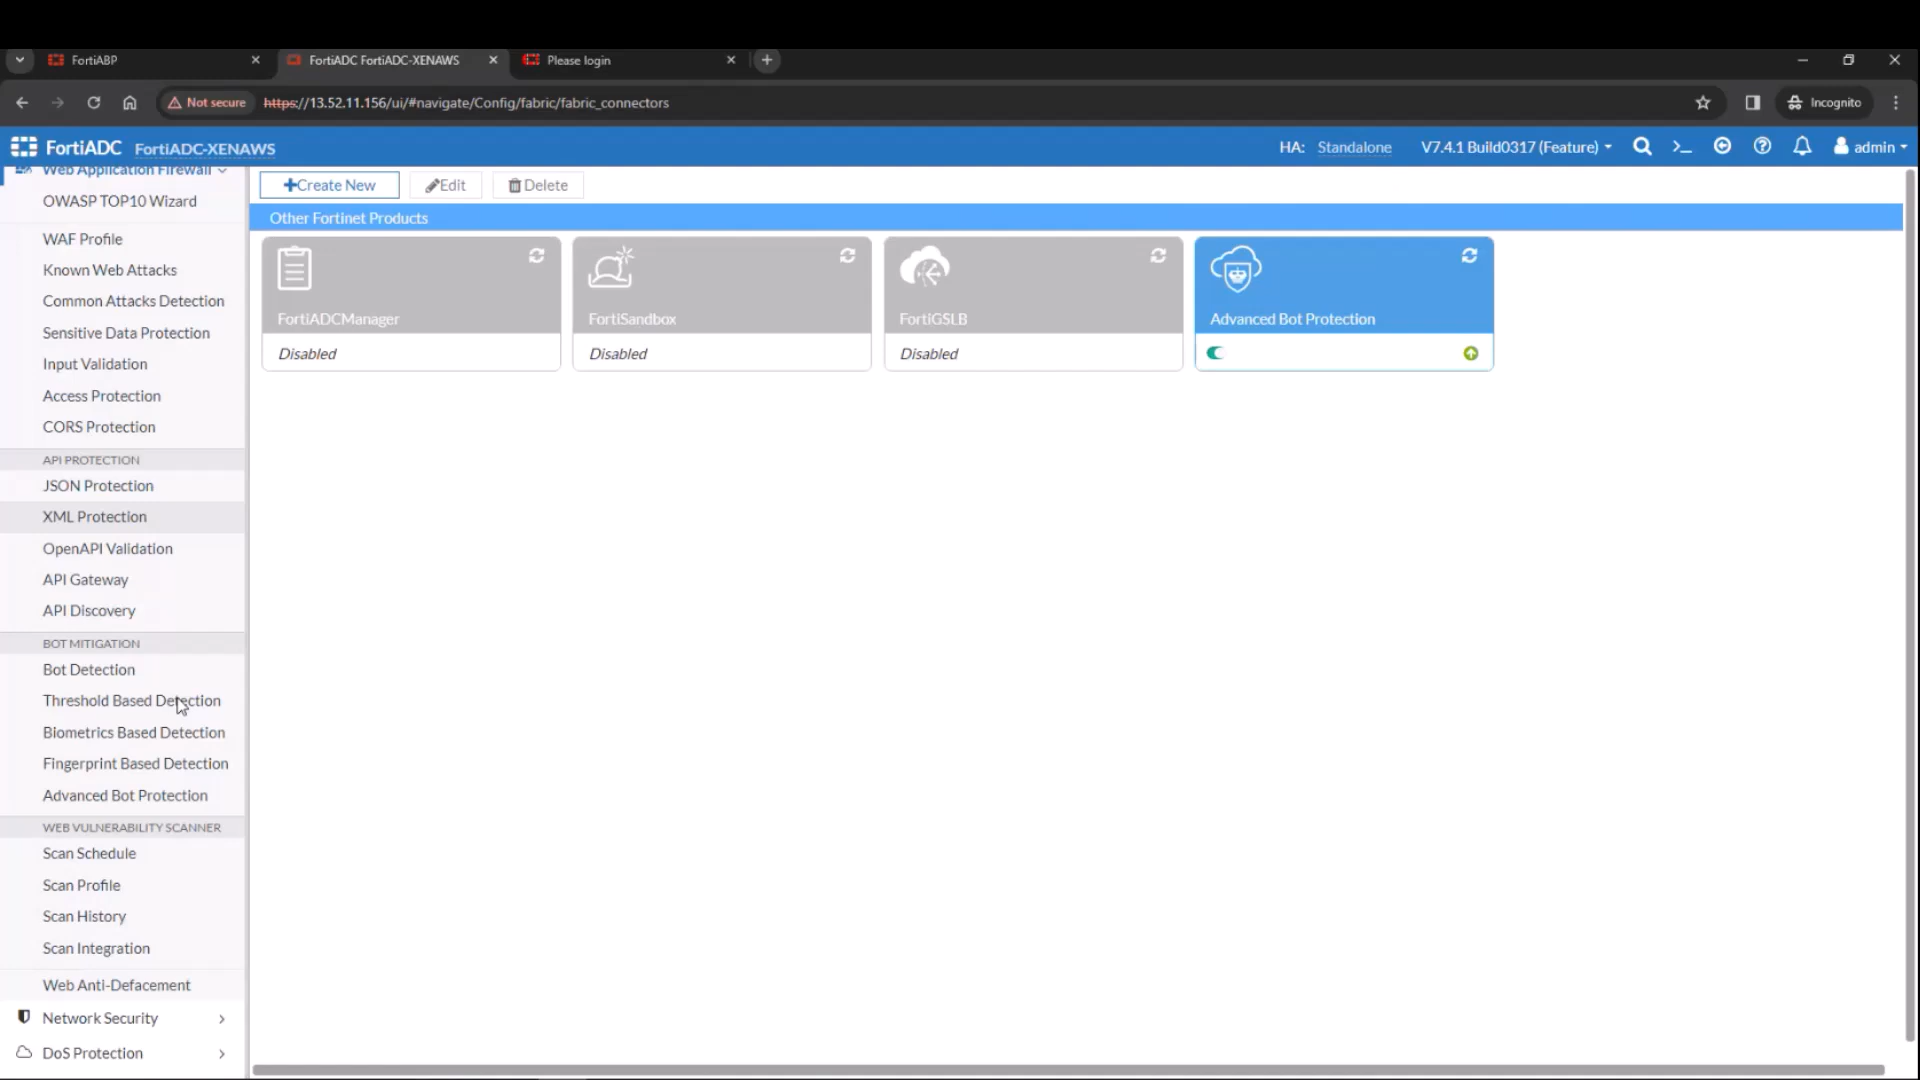 FortiABP
FortiADC FortiADC-XENAWS
Please login
Not secure
https://13.52.11.156/ui/#navigate/Config/fabric/fabric_connectors
Incognito
FortiADC FortiADC-XENAWS
HA: Standalone
V7.4.1 Build0317 (Feature)
admin
Web Application Firewall
OWASP TOP10 Wizard
WAF Profile
Known Web Attacks
Common Attacks Detection
Sensitive Data Protection
Input Validation
Access Protection
CORS Protection
API PROTECTION
JSON Protection
XML Protection
OpenAPI Validation
API Gateway
API Discovery
BOT MITIGATION
Bot Detection
Threshold Based Detection
Biometrics Based Detection
Fingerprint Based Detection
Advanced Bot Protection
WEB VULNERABILITY SCANNER
Scan Schedule
Scan Profile
Scan History
Scan Integration
Web Anti-Defacement
Network Security
DoS Protection
Create New
Edit
Delete
Other Fortinet Products
FortiADCManager
Disabled
FortiSandbox
Disabled
FortiGSLB
Disabled
Advanced Bot Protection